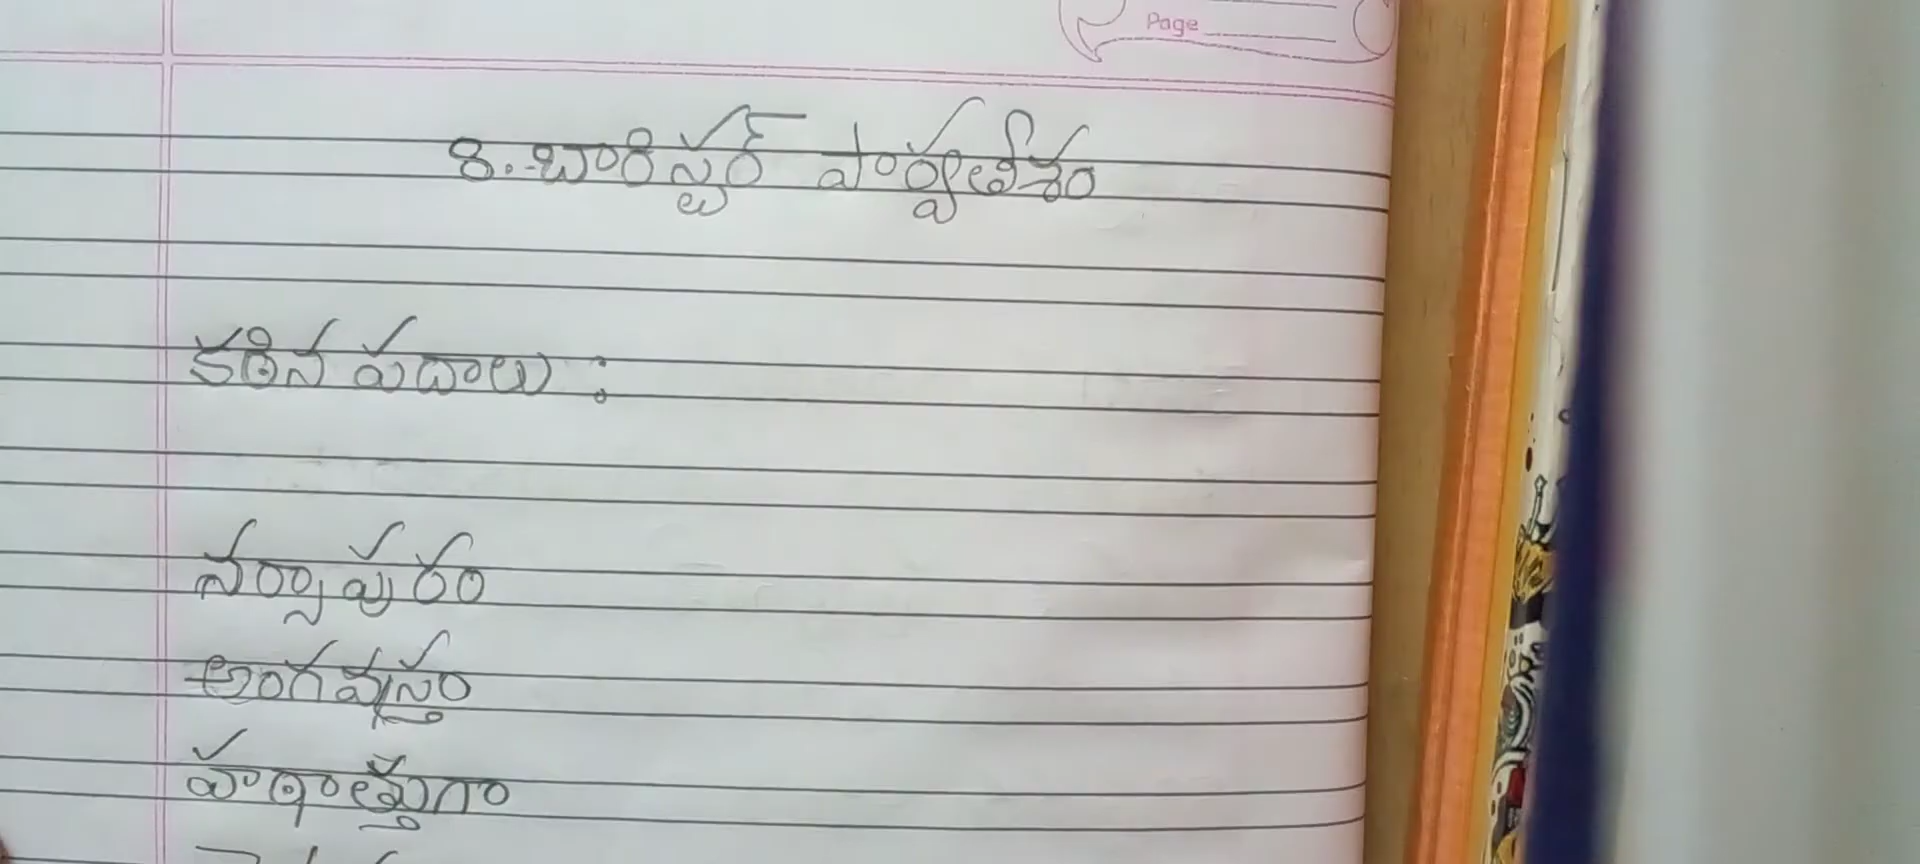 Page
8. బారిష్టర్ పార్వతీశం
కఠిన పదాలు :
నర్సాపురం
అంగవస్త్రం
హఠాత్తుగా